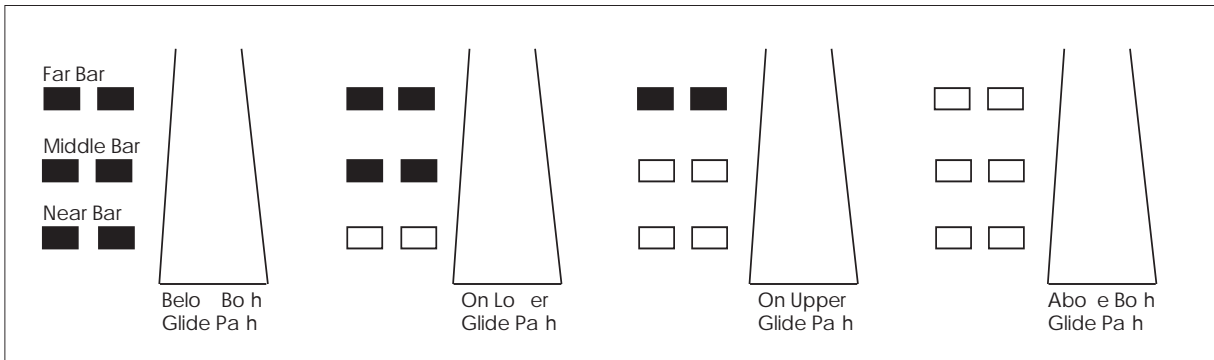 Far Bar
Middle Bar
Near Bar
Belo Bo h
Glide Pa h
On Lo er
Glide Pa h
On Upper
Glide Pa h
Abo e Bo h
Glide Pa h